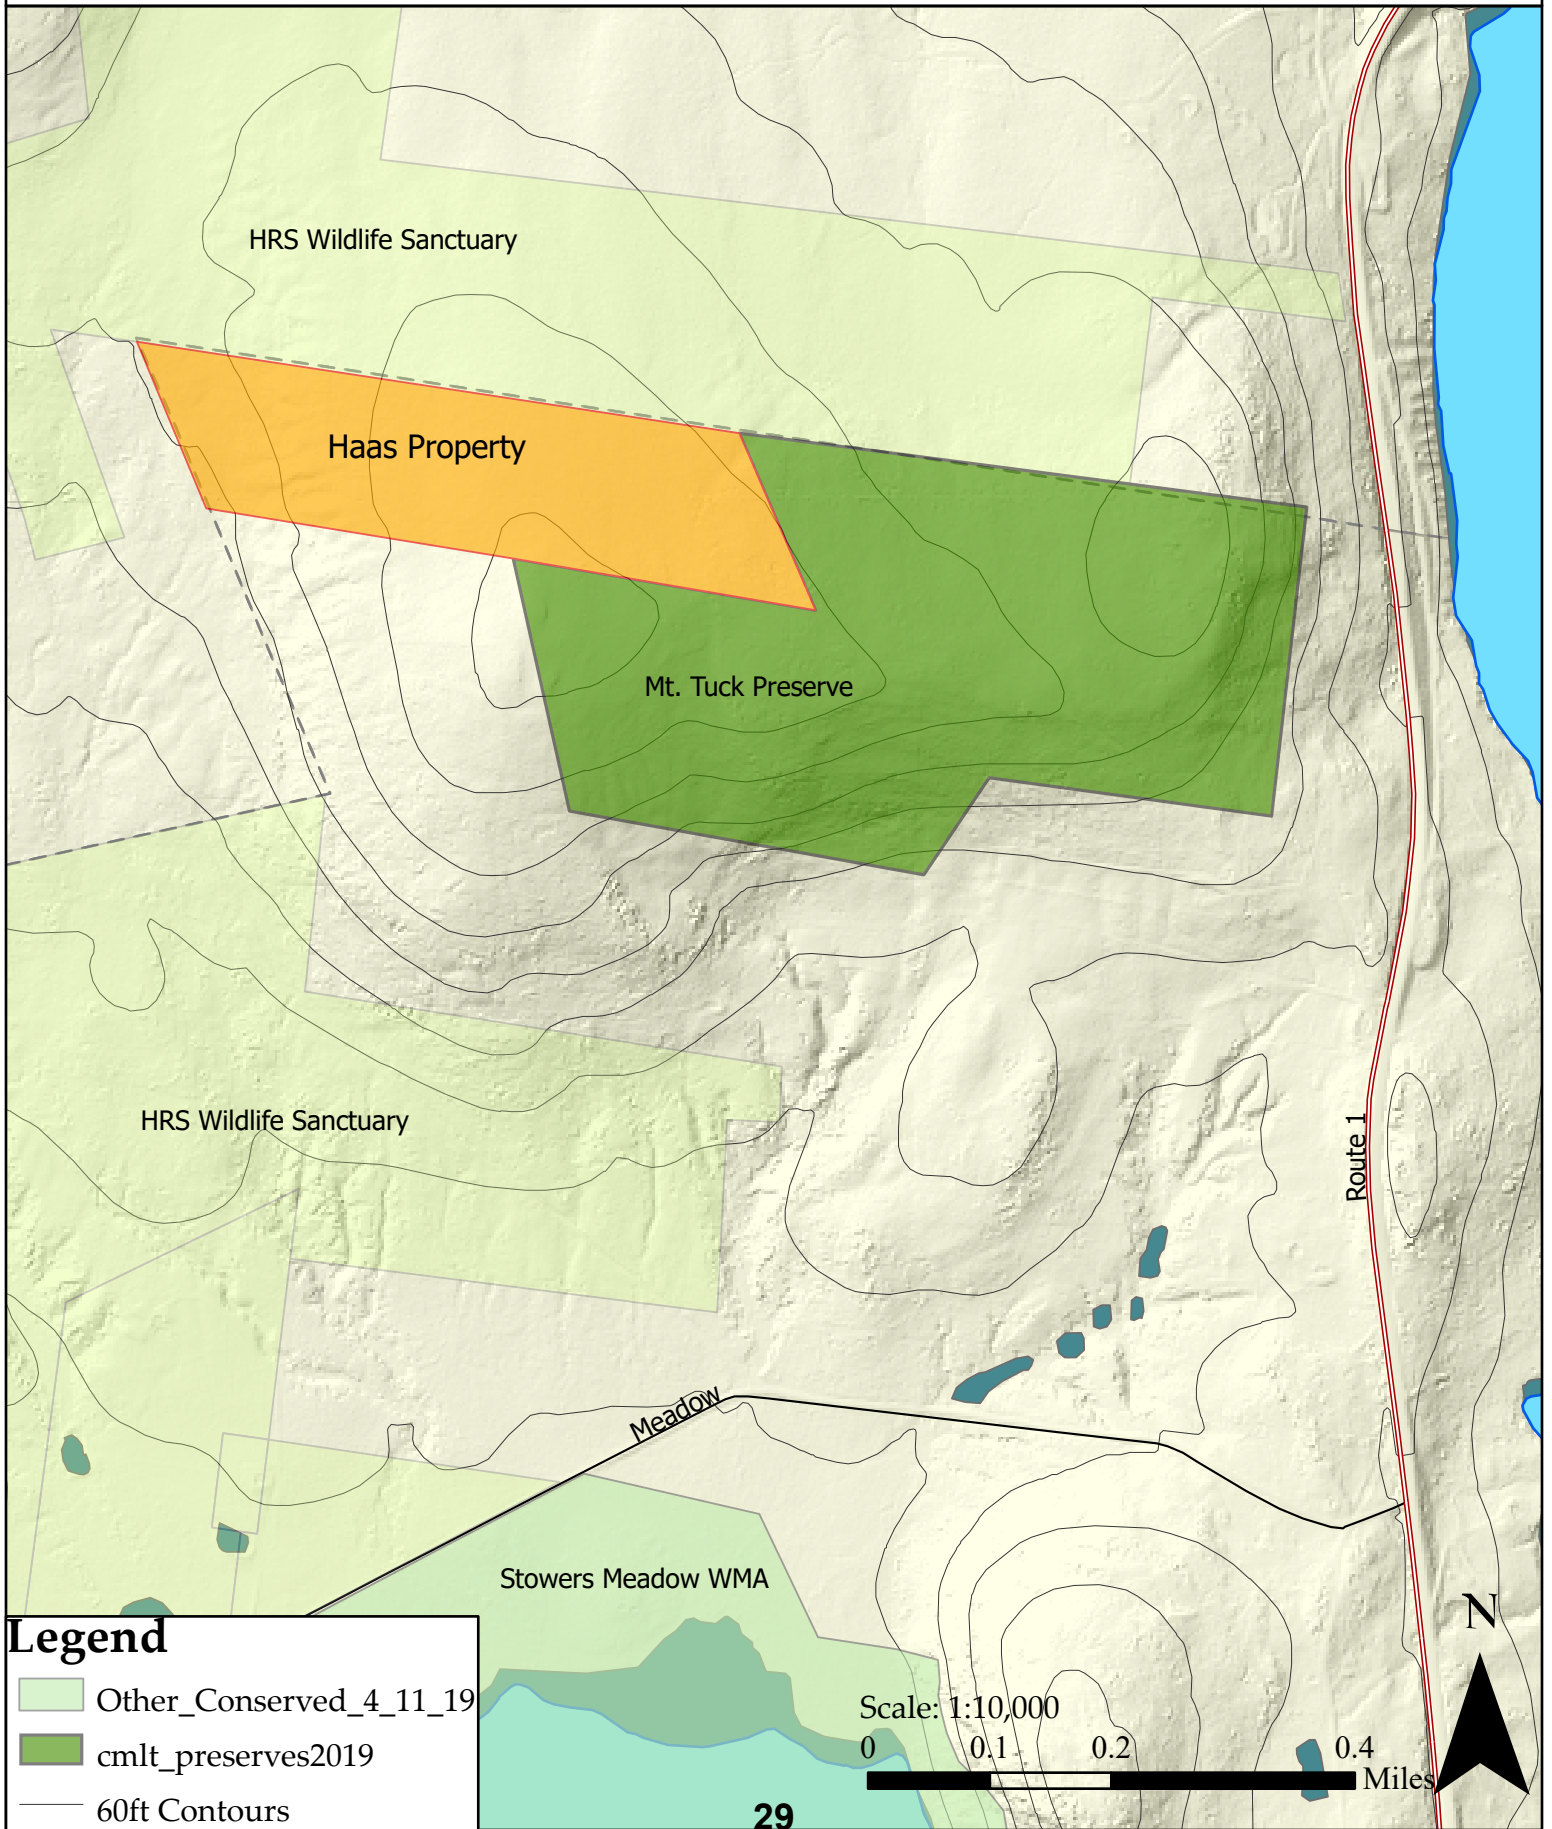 HRS Wildlife Sanctuary
Haas Property
Mt. Tuck Preserve
HRS Wildlife Sanctuary
Route 1
Meadow
Stowers Meadow WMA
N
Legend
Other_Conserved_4_11_19
cmlt_preserves2019
60ft Contours
Scale: 1:10,000
0 0.1 0.2 0.4
Miles
29